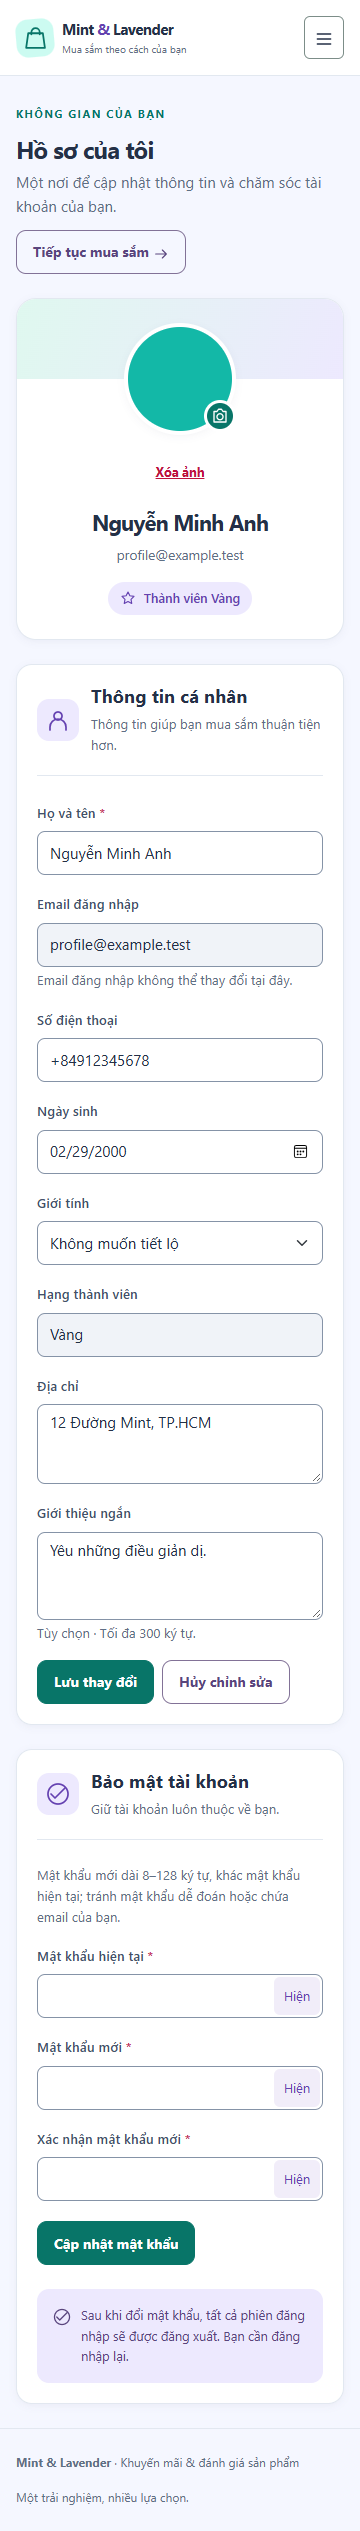 Mint & Lavender
Mua sắm theo cách của bạn
KHÔNG GIAN CỦA BẠN
Hồ sơ của tôi
Một nơi để cập nhật thông tin và chăm sóc tài
khoản của bạn.
Tiếp tục mua sắm →
Xóa ảnh
Nguyễn Minh Anh
profile@example.test
Thành viên Vàng
Thông tin cá nhân
Thông tin giúp bạn mua sắm thuận tiện
hơn.
Họ và tên *
Nguyễn Minh Anh
Email đăng nhập
profile@example.test
Email đăng nhập không thể thay đổi tại đây.
Số điện thoại
+84912345678
Ngày sinh
02/29/2000
Giới tính
Không muốn tiết lộ
Hạng thành viên
Vàng
Địa chỉ
12 Đường Mint, TP.HCM
Giới thiệu ngắn
Yêu những điều giản dị.
Tùy chọn · Tối đa 300 ký tự.
Lưu thay đổi
Hủy chỉnh sửa
Bảo mật tài khoản
Giữ tài khoản luôn thuộc về bạn.
Mật khẩu mới dài 8–128 ký tự, khác mật khẩu
hiện tại; tránh mật khẩu dễ đoán hoặc chứa
email của bạn.
Mật khẩu hiện tại *
Hiện
Mật khẩu mới *
Hiện
Xác nhận mật khẩu mới *
Hiện
Cập nhật mật khẩu
Sau khi đổi mật khẩu, tất cả phiên đăng
nhập sẽ được đăng xuất. Bạn cần đăng
nhập lại.
Mint & Lavender · Khuyến mãi & đánh giá sản phẩm
Một trải nghiệm, nhiều lựa chọn.